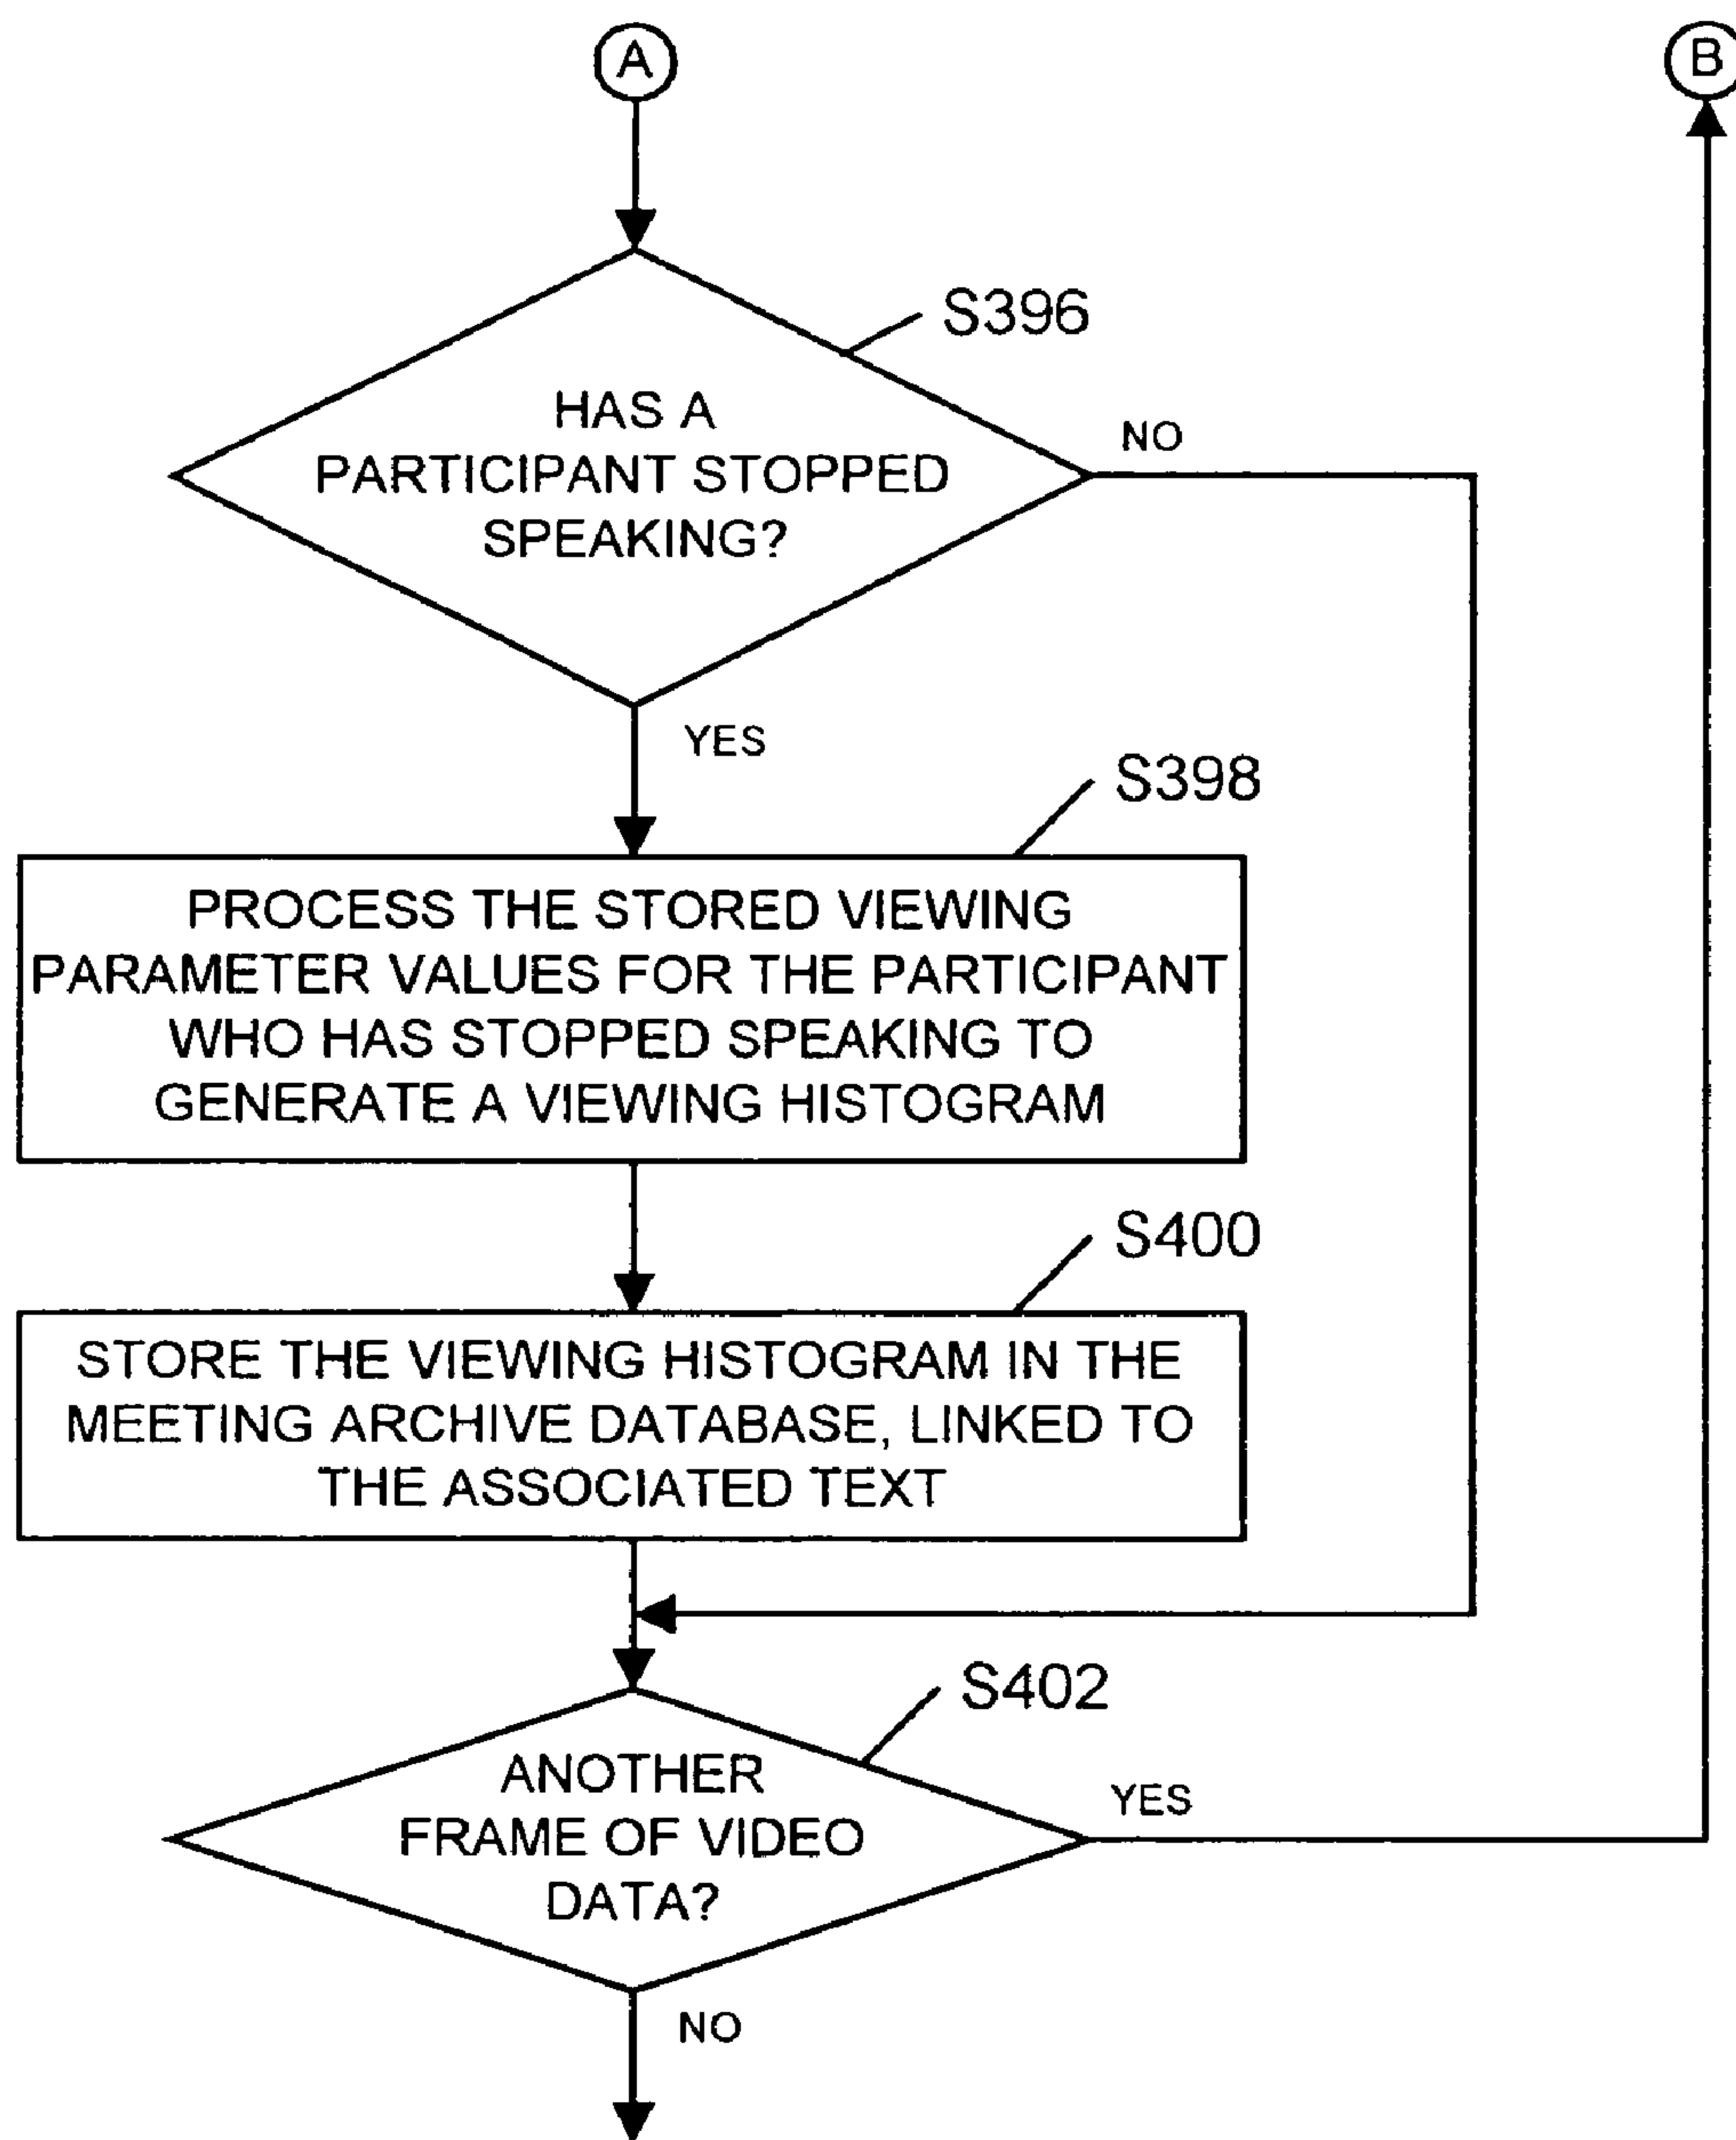 A
B
S396
HAS A
PARTICIPANT STOPPED
SPEAKING?
NO
YES
S398
PROCESS THE STORED VIEWING
PARAMETER VALUES FOR THE PARTICIPANT
WHO HAS STOPPED SPEAKING TO
GENERATE A VIEWING HISTOGRAM
S400
STORE THE VIEWING HISTOGRAM IN THE
MEETING ARCHIVE DATABASE, LINKED TO
THE ASSOCIATED TEXT
S402
ANOTHER
FRAME OF VIDEO
DATA?
YES
NO